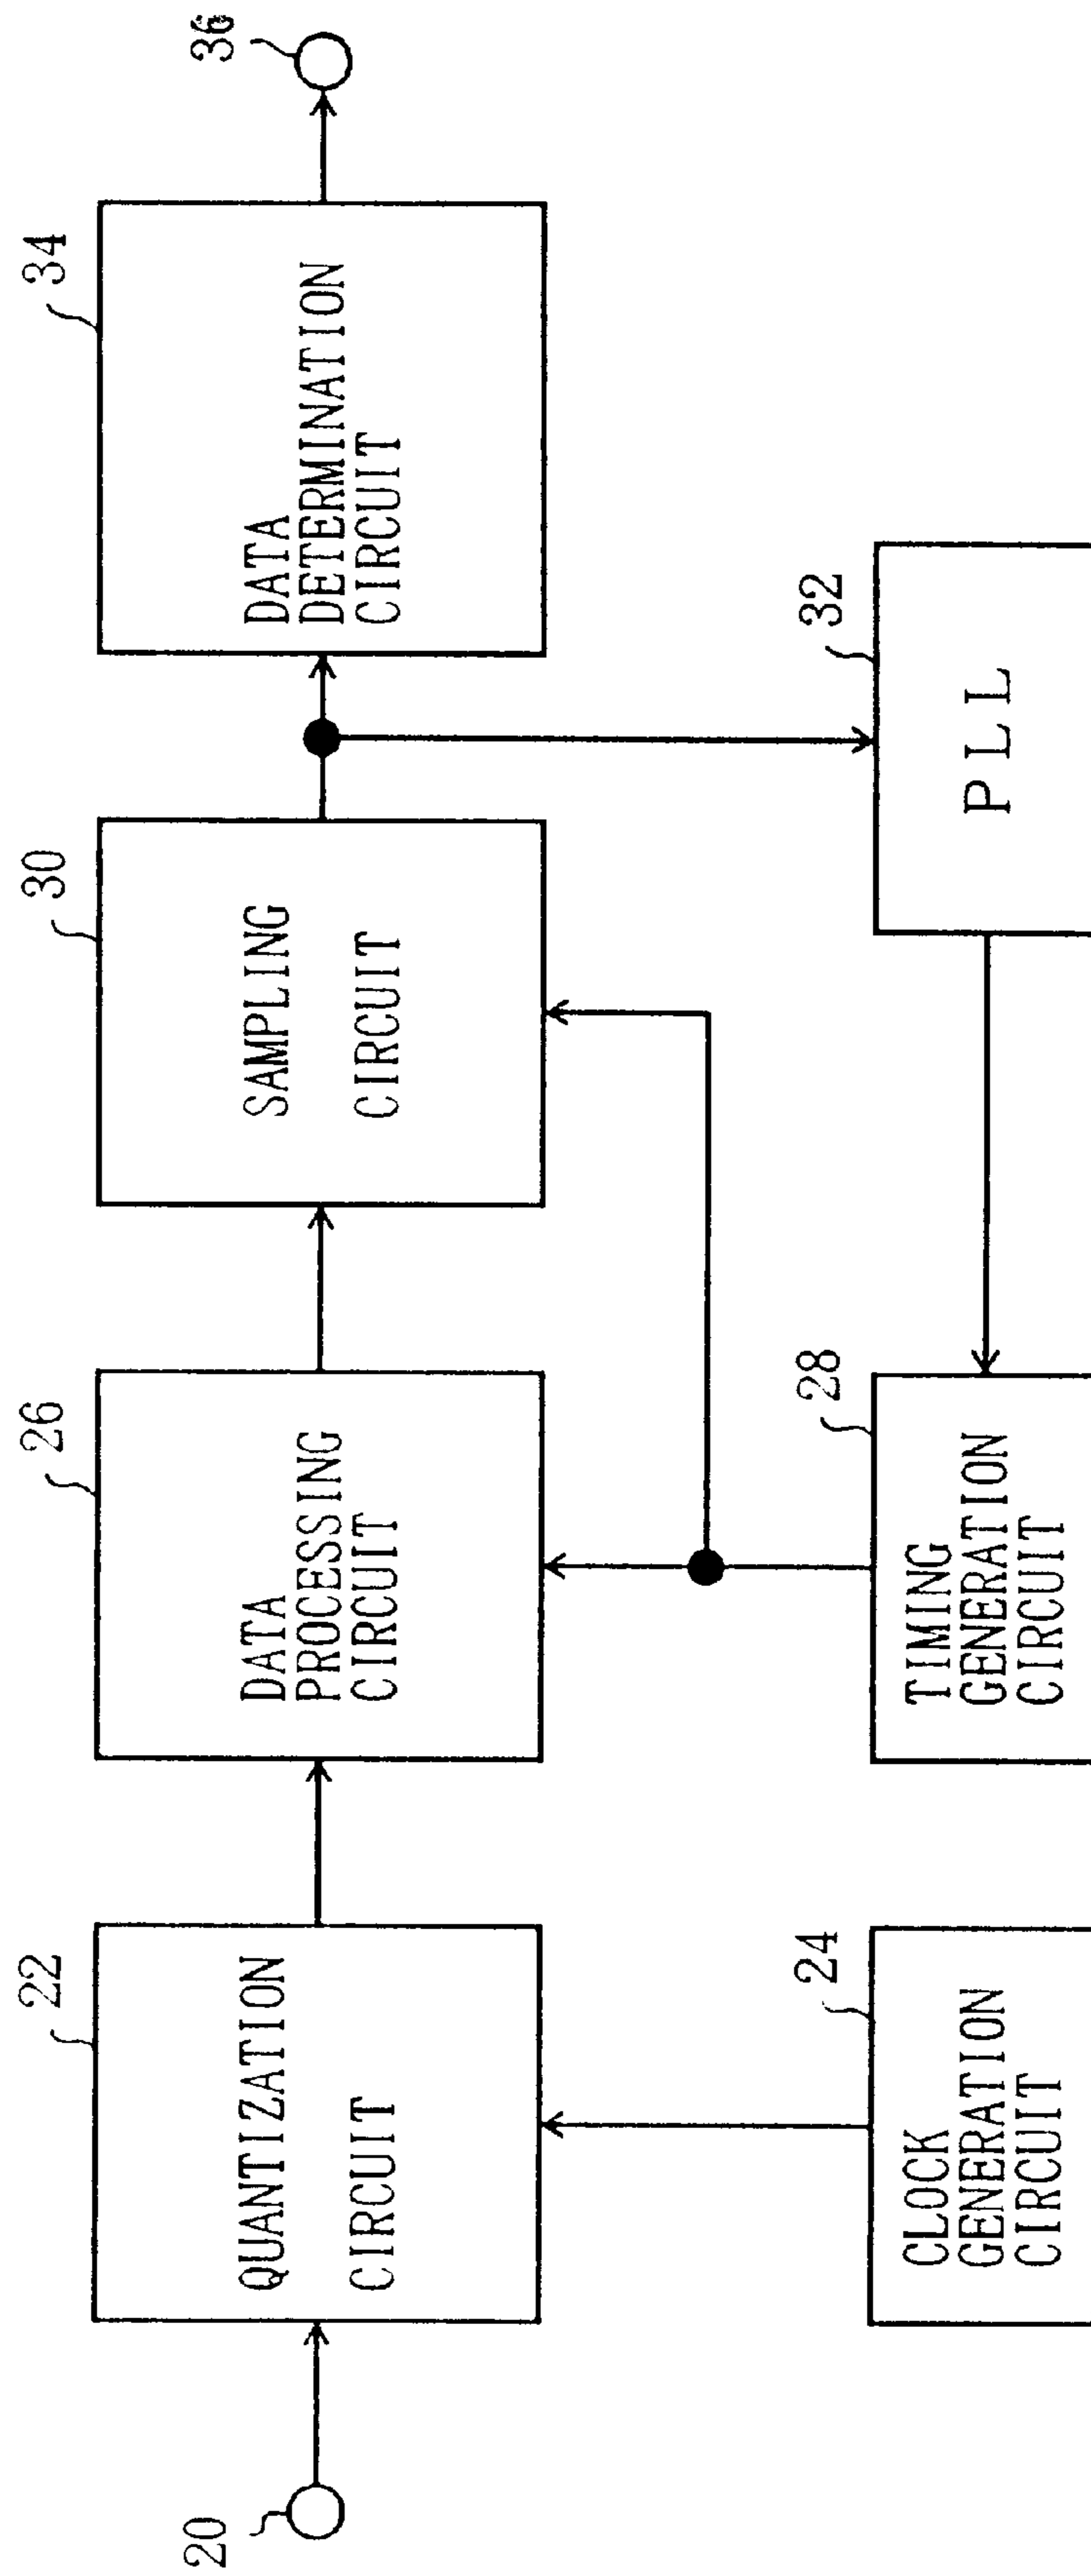 20
22
QUANTIZATION
CIRCUIT
26
DATA
PROCESSING
CIRCUIT
30
SAMPLING
CIRCUIT
34
DATA
DETERMINATION
CIRCUIT
36
24
CLOCK
GENERATION
CIRCUIT
28
TIMING
GENERATION
CIRCUIT
32
PLL